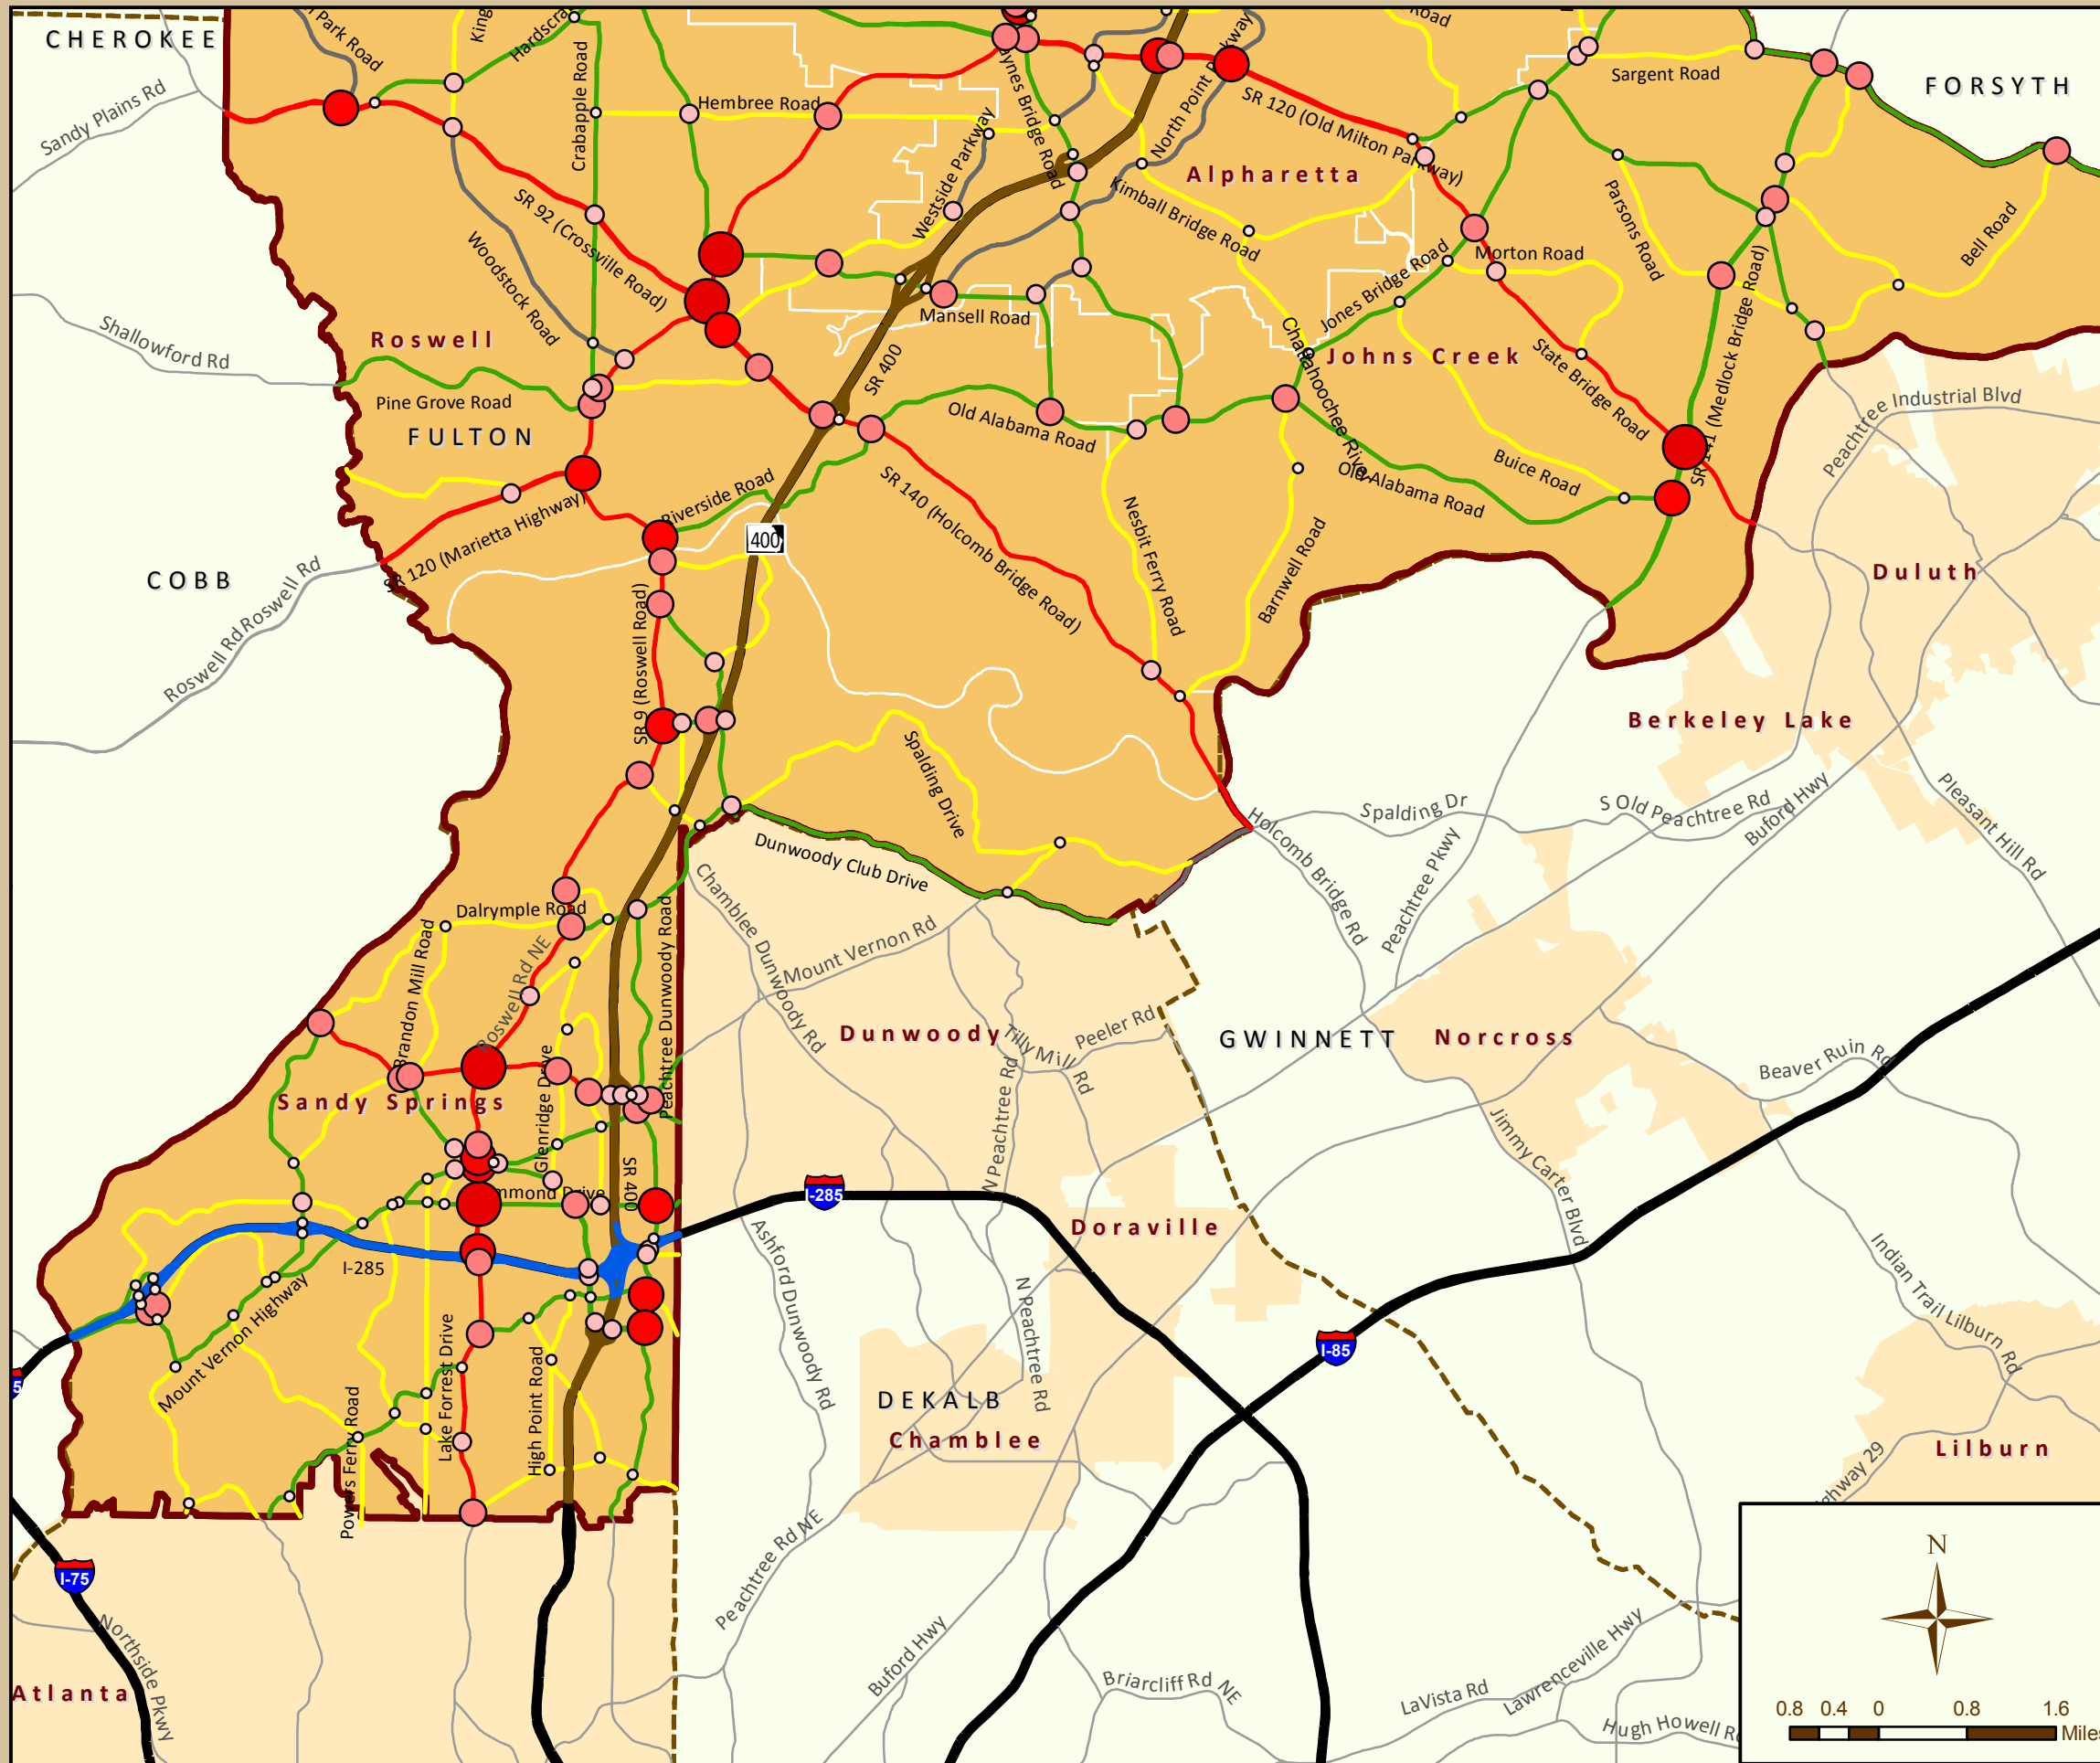 CHEROKEE
Park Road
King
Hardscra
Road
Sargent Road
FORSYTH
Sandy Plains Rd
Crabapple Road
Hembree Road
Haynes Bridge Road
North Point Parkway
SR 120 (Old Milton Parkway)
Westside Parkway
Alpharetta
Kimball Bridge Road
Parsons Road
Bell Road
SR 92 (Crossville Road)
Woodstock Road
Morton Road
Jones Bridge Road
Mansell Road
Shallowford Rd
Roswell
SR 400
Chattahoochee River
Johns Creek
State Bridge Road
SR 141 (Medlock Bridge Road)
Pine Grove Road
FULTON
Old Alabama Road
Peachtree Industrial Blvd
Buice Road
Old Alabama Road
Riverside Road
SR 140 (Holcomb Bridge Road)
Nesbit Ferry Road
Barnwell Road
400
SR 120 (Marietta Highway)
COBB
Roswell Rd
Roswell Rd
Duluth
SR 9 (Roswell Road)
Berkeley Lake
Spalding Drive
Spalding Dr
S Old Peachtree Rd
Buford Hwy
Pleasant Hill Rd
Holcomb Bridge Rd
Peachtree Pkwy
Dunwoody Club Drive
Chamblee Dunwoody Rd
Mount Vernon Rd
Dalrymple Road
Brandon Mill Road
Roswell Rd NE
Peachtree Dunwoody Road
Dunwoody
Tilly Mill Rd
Peeler Rd
GWINNETT
Norcross
Beaver Ruin Rd
Sandy Springs
Glenridge Drive
N Peachtree Rd
Jimmy Carter Blvd
mmond Drive
SR 400
I-285
Doraville
I-285
Ashford Dunwoody Rd
N Peachtree Rd
Indian Trail Lilburn Rd
Mount Vernon Highway
Lake Forrest Drive
High Point Road
I-85
5
Powers Ferry Road
DEKALB
Chamblee
Lilburn
ghway 29
Peachtree Rd NE
I-75
Northside Pkwy
Atlanta
Buford Hwy
Briarcliff Rd NE
LaVista Rd
Lawrenceville Hwy
Hugh Howell R
N
0.8 0.4 0 0.8 1.6
Miles